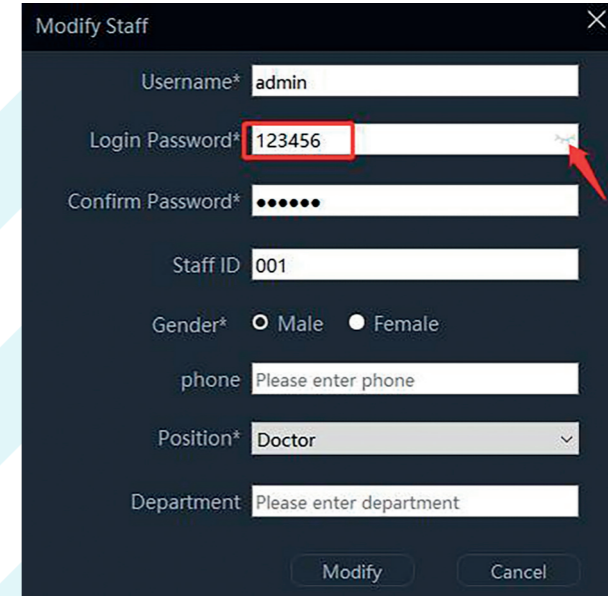 Modify Staff
Username* admin
Login Password* 123456
Confirm Password* ••••••
Staff ID 001
Gender* Male Female
phone Please enter phone
Position* Doctor
Department Please enter department
Modify Cancel